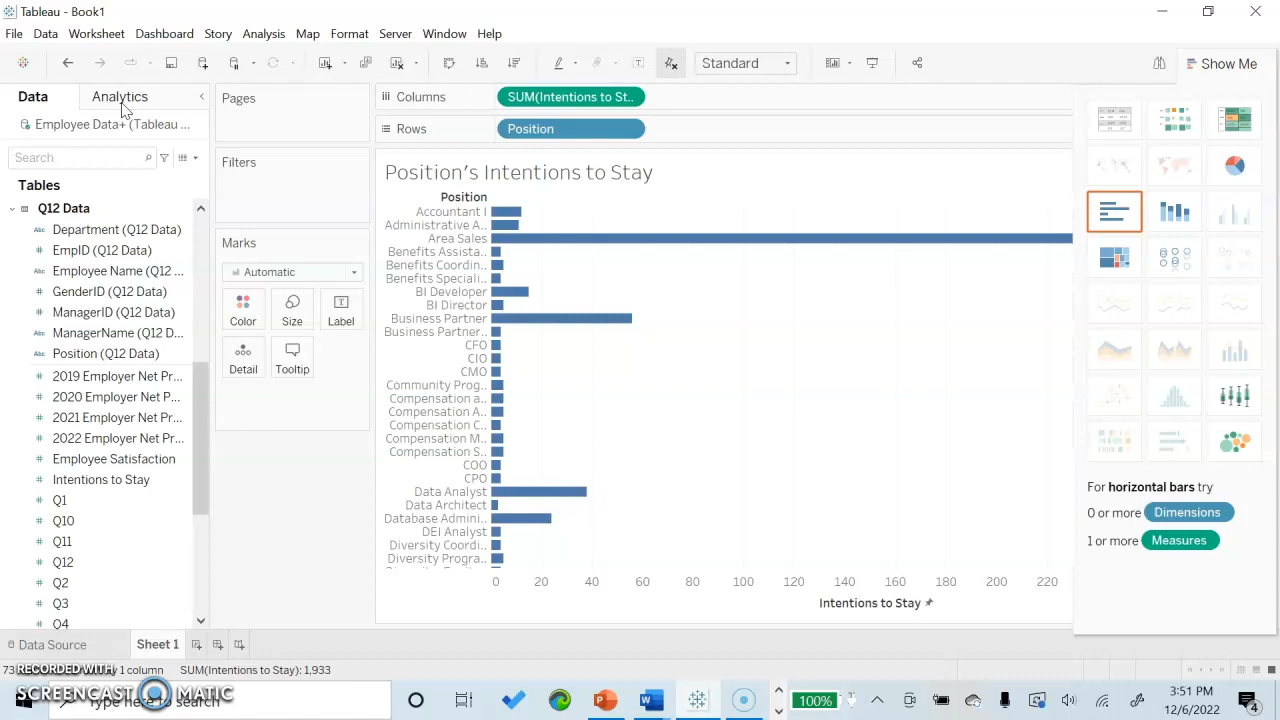 Tableau - Book1
File Data Worksheet Dashboard Story Analysis Map Format Server Window Help
Standard
Show Me
Data Analytics
Employee Data+ (Tableau ...
Search
Tables
Q12 Data
Department (Q12 Data)
EmpID (Q12 Data)
Employee Name (Q12 ...
GenderID (Q12 Data)
ManagerID (Q12 Data)
ManagerName (Q12 D...
Position (Q12 Data)
2019 Employer Net Pr...
2020 Employer Net P...
2021 Employer Net Pr...
2022 Employer Net Pr...
Employee Satisfaction
Intentions to Stay
Q1
Q10
Q11
Q12
Q2
Q3
Q4
Pages
Filters
Marks
Automatic
Color Size Label
Detail Tooltip
Columns SUM(Intentions to St..
Rows Position
Position's Intentions to Stay
Position
Accountant I
Administrative A..
Area Sales
Benefits Assista..
Benefits Coordin..
Benefits Speciali..
BI Developer
BI Director
Business Partner
Business Partner..
CFO
CIO
CMO
Community Prog..
Compensation a..
Compensation A..
Compensation C..
Compensation M..
Compensation S..
COO
CPO
Data Analyst
Data Architect
Database Admini..
DEI Analyst
Diversity Coordi..
Diversity Progra..
0 20 40 60 80 100 120 140 160 180 200 220
Intentions to Stay
For horizontal bars try
0 or more Dimensions
1 or more Measures
Data Source Sheet 1
73 1 column SUM(Intentions to Stay): 1,933
RECORDED WITH
SCREENCAST MATIC
Type here to search
100%
3:51 PM
12/6/2022
4